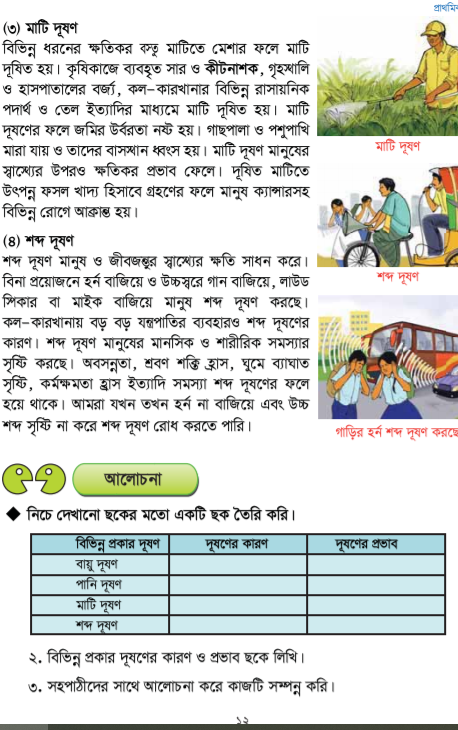 প্রাথমি
(৩) মাটি দূষণ
বিভিন্ন ধরনের ক্ষতিকর বস্তু মাটিতে মেশার ফলে মাটি
দূষিত হয়। কৃষিকাজে ব্যবহৃত সার ও কীটনাশক, গৃহস্থালি
ও হাসপাতালের বর্জ্য, কল-কারখানার বিভিন্ন রাসায়নিক
পদার্থ ও তেল ইত্যাদির মাধ্যমে মাটি দূষিত হয়। মাটি
দূষণের ফলে জমির উর্বরতা নষ্ট হয়। গাছপালা ও পশুপাখি
মারা যায় ও তাদের বাসস্থান ধ্বংস হয়। মাটি দূষণ মানুষের
স্বাস্থ্যের উপরও ক্ষতিকর প্রভাব ফেলে। দূষিত মাটিতে
উৎপন্ন ফসল খাদ্য হিসাবে গ্রহণের ফলে মানুষ ক্যান্সারসহ
বিভিন্ন রোগে আক্রান্ত হয়।
মাটি দূষণ
(৪) শব্দ দূষণ
শব্দ দূষণ মানুষ ও জীবজন্তুর স্বাস্থ্যের ক্ষতি সাধন করে।
বিনা প্রয়োজনে হর্ন বাজিয়ে ও উচ্চস্বরে গান বাজিয়ে, লাউড
স্পিকার বা মাইক বাজিয়ে মানুষ শব্দ দূষণ করছে।
কল-কারখানায় বড় বড় যন্ত্রপাতির ব্যবহারও শব্দ দূষণের
কারণ। শব্দ দূষণ মানুষের মানসিক ও শারীরিক সমস্যার
সৃষ্টি করছে। অবসন্নতা, শ্রবণ শক্তি হ্রাস, ঘুমে ব্যাঘাত
সৃষ্টি, কর্মক্ষমতা হ্রাস ইত্যাদি সমস্যা শব্দ দূষণের ফলে
হয়ে থাকে। আমরা যখন তখন হর্ন না বাজিয়ে এবং উচ্চ
শব্দ সৃষ্টি না করে শব্দ দূষণ রোধ করতে পারি।
শব্দ দূষণ
গাড়ির হর্ন শব্দ দূষণ করছে
আলোচনা
◆ নিচে দেখানো ছকের মতো একটি ছক তৈরি করি।
বিভিন্ন প্রকার দূষণ দূষণের কারণ দূষণের প্রভাব
বায়ু দূষণ
পানি দূষণ
মাটি দূষণ
শব্দ দূষণ
২. বিভিন্ন প্রকার দূষণের কারণ ও প্রভাব ছকে লিখি।
৩. সহপাঠীদের সাথে আলোচনা করে কাজটি সম্পন্ন করি।
১২